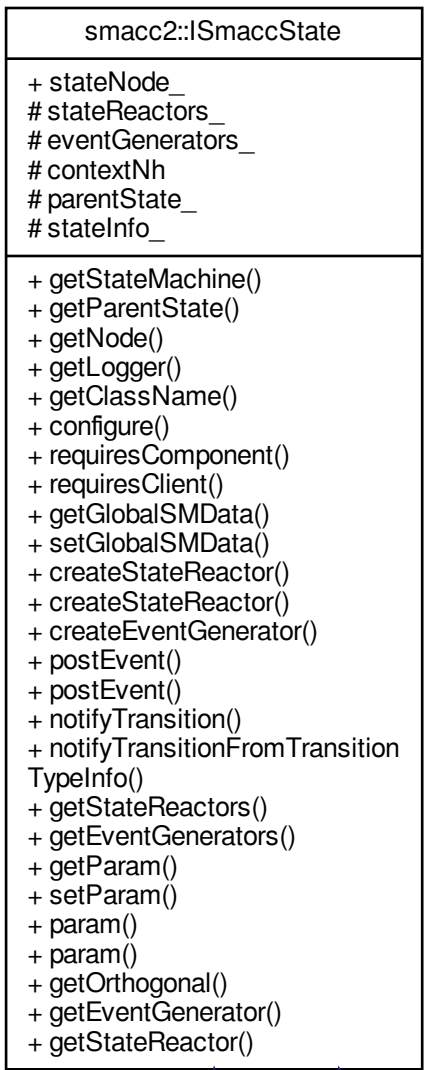 smacc2::ISmaccState
+ stateNode_
# stateReactors_
# eventGenerators_
# contextNh
# parentState_
# stateInfo_
+ getStateMachine()
+ getParentState()
+ getNode()
+ getLogger()
+ getClassName()
+ configure()
+ requiresComponent()
+ requiresClient()
+ getGlobalSMData()
+ setGlobalSMData()
+ createStateReactor()
+ createStateReactor()
+ createEventGenerator()
+ postEvent()
+ postEvent()
+ notifyTransition()
+ notifyTransitionFromTransition
TypeInfo()
+ getStateReactors()
+ getEventGenerators()
+ getParam()
+ setParam()
+ param()
+ param()
+ getOrthogonal()
+ getEventGenerator()
+ getStateReactor()